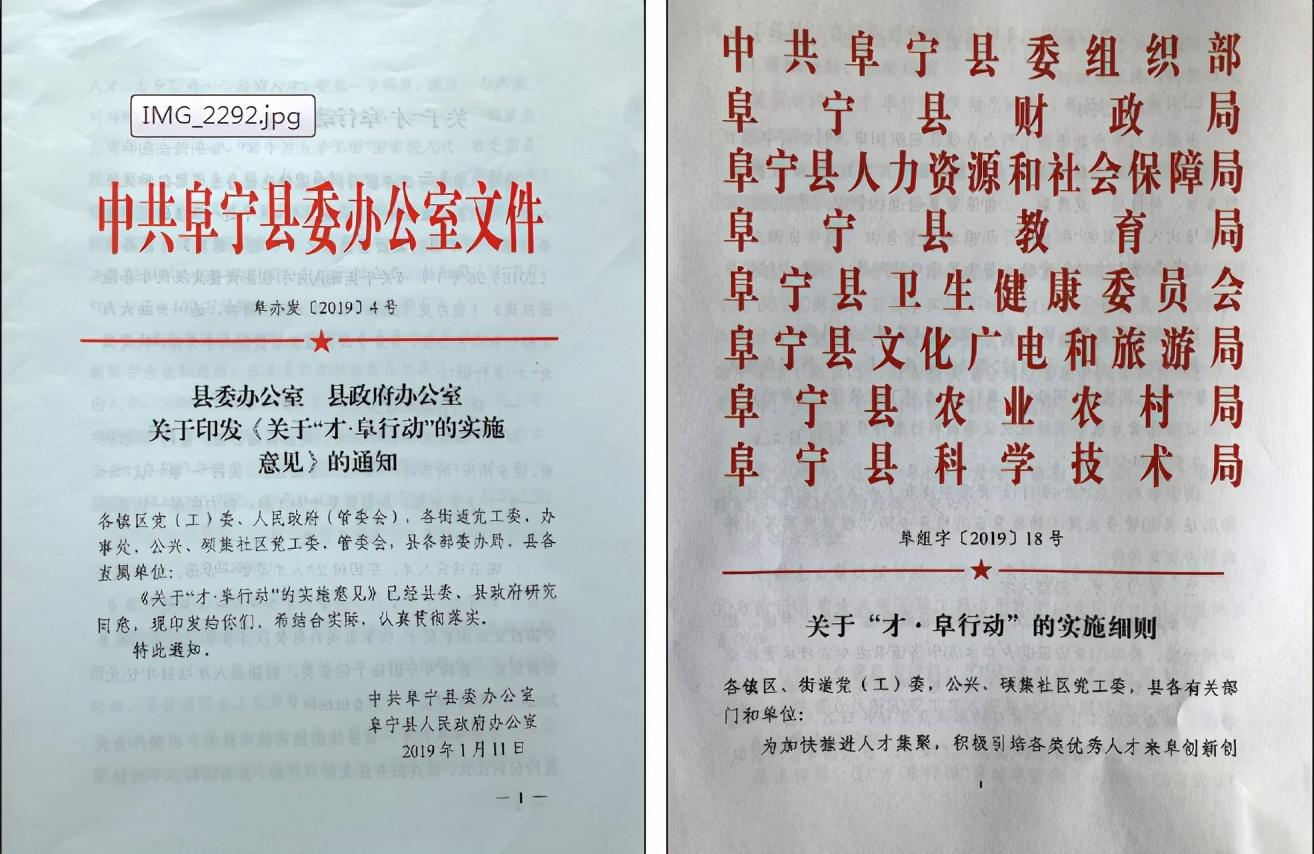 IMG_2292.jpg
中共阜宁县委办公室文件
阜办发〔2019〕4号
县委办公室 县政府办公室
关于印发《关于“才·阜行动”的实施
意见》的通知
各镇区党（工）委、人民政府（管委会），各街道党工委、办
事处，公兴、硕集社区党工委、管委会，县各部委办局，县各
直属单位：
《关于“才·阜行动”的实施意见》已经县委、县政府研究
同意，现印发给你们，希结合实际，认真贯彻落实。
特此通知。
中共阜宁县委办公室
阜宁县人民政府办公室
2019年1月11日
— 1 —
中共阜宁县委组织部
阜宁县财政局
阜宁县人力资源和社会保障局
阜宁县教育局
阜宁县卫生健康委员会
阜宁县文化广电和旅游局
阜宁县农业农村局
阜宁县科学技术局
阜组字〔2019〕18号
关于“才·阜行动”的实施细则
各镇区、街道党（工）委，公兴、硕集社区党工委，县各有关部
门和单位：
为加快推进人才集聚，积极引培各类优秀人才来阜创新创
1